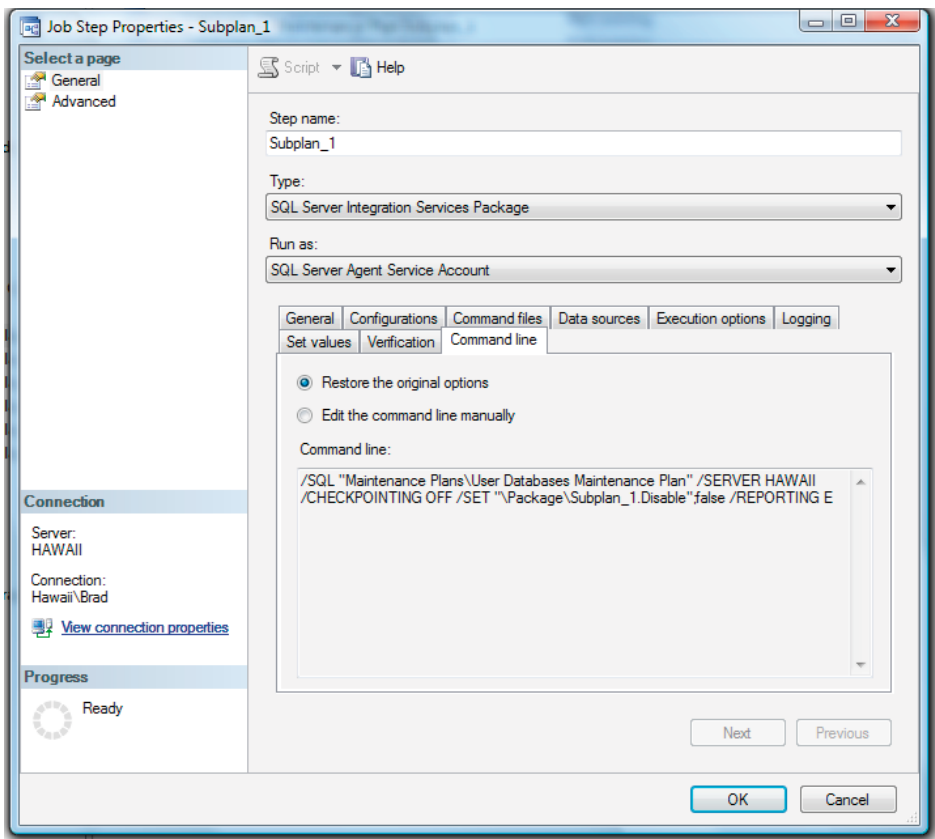 Job Step Properties - Subplan_1
Select a page
General
Advanced
Script
Help
Step name:
Subplan_1
Type:
SQL Server Integration Services Package
Run as:
SQL Server Agent Service Account
General Configurations Command files Data sources Execution options Logging
Set values Verification Command line
Restore the original options
Edit the command line manually
Command line:
/SQL "Maintenance Plans\User Databases Maintenance Plan" /SERVER HAWAII
/CHECKPOINTING OFF /SET "\Package\Subplan_1.Disable";false /REPORTING E
Connection
Server:
HAWAII
Connection:
Hawaii\Brad
View connection properties
Progress
Ready
Next Previous
OK Cancel